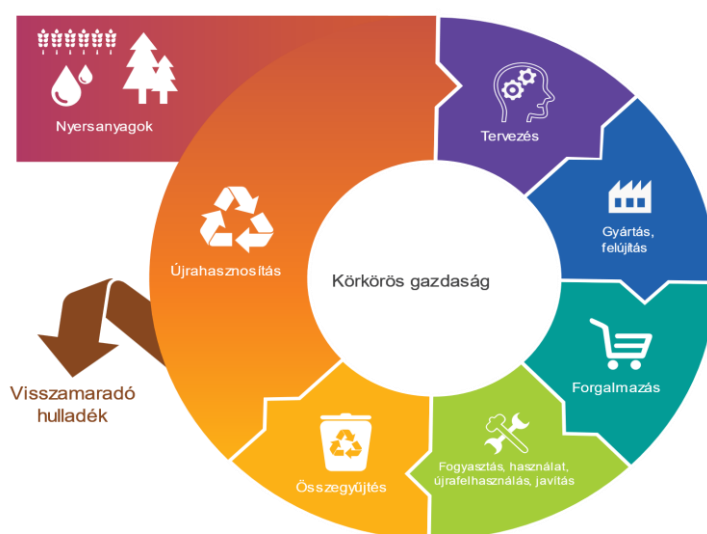 Nyersanyagok
Tervezés
Gyártás,
felújítás
Forgalmazás
Fogyasztás, használat,
újrafelhasználás, javítás
Összegyűjtés
Újrahasznosítás
Körkörös gazdaság
Visszamaradó
hulladék